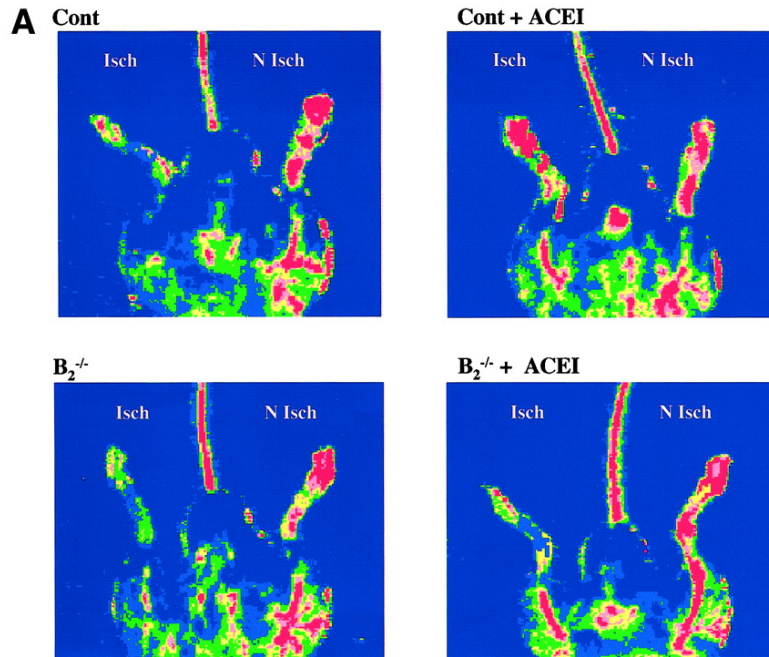 A
Cont
Cont + ACEI
Isch
N Isch
Isch
N Isch
B₂⁻/⁻
B₂⁻/⁻ + ACEI
Isch
N Isch
Isch
N Isch